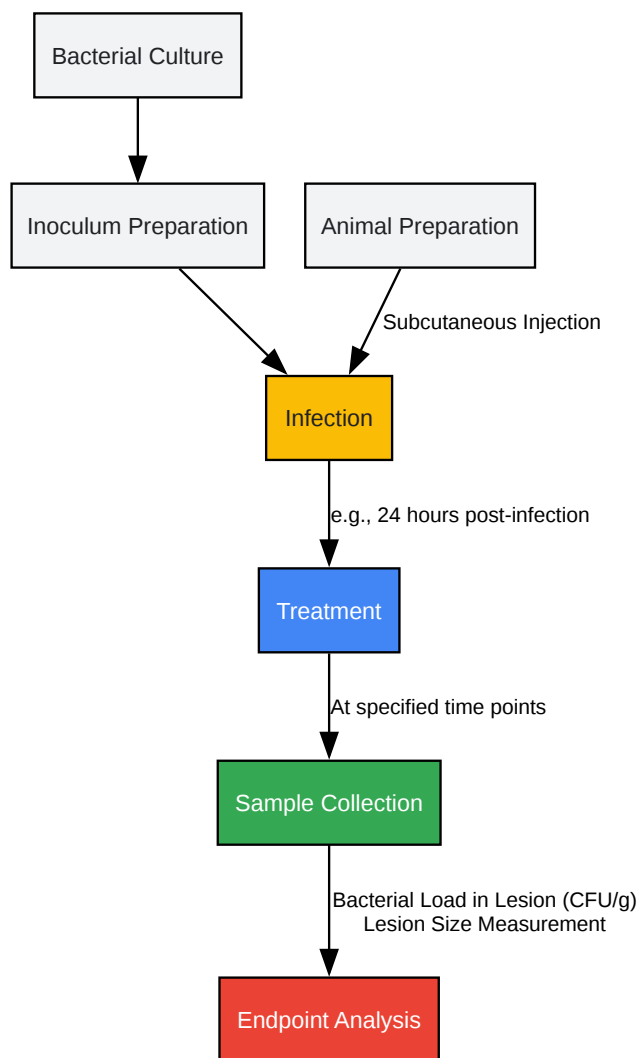 Bacterial Culture
Inoculum Preparation
Animal Preparation
Subcutaneous Injection
Infection
e.g., 24 hours post-infection
Treatment
At specified time points
Sample Collection
Bacterial Load in Lesion (CFU/g)
Lesion Size Measurement
Endpoint Analysis